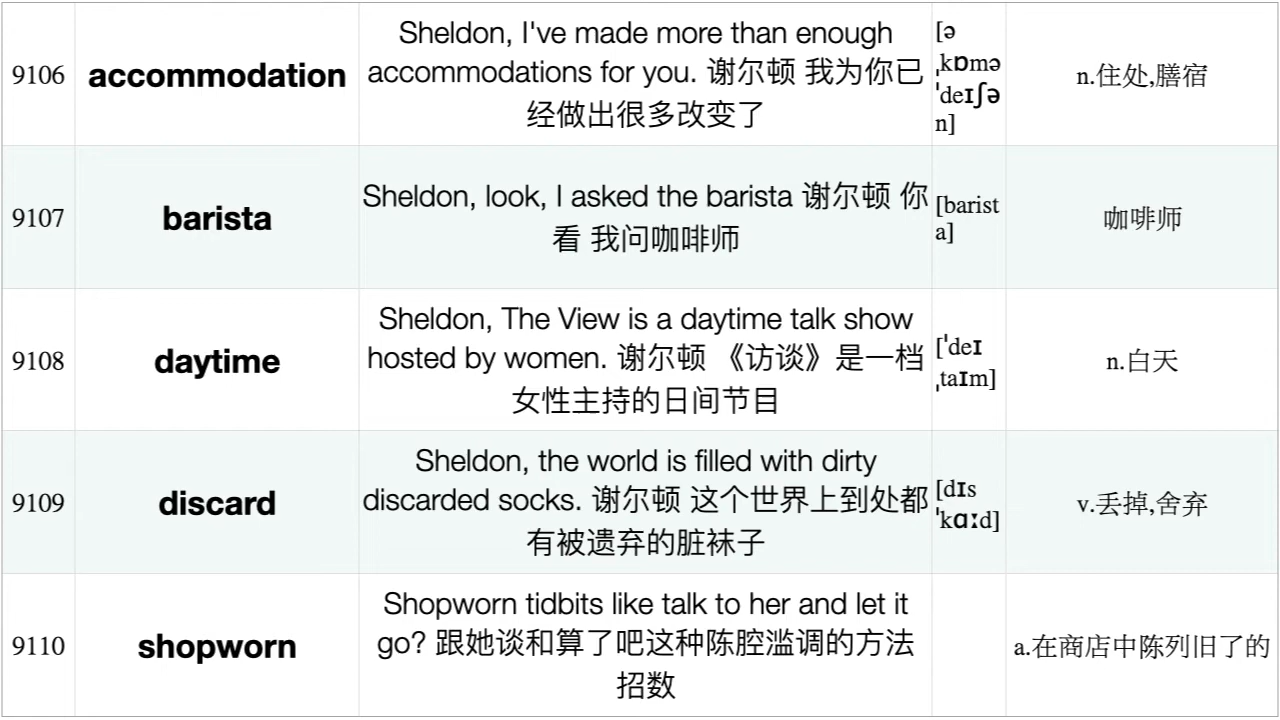 9106
accommodation
Sheldon, I've made more than enough
accommodations for you. 谢尔顿 我为你已
经做出很多改变了
[ə
ˌkɒmə
ˈdeɪʃə
n]
n.住处,膳宿
9107
barista
Sheldon, look, I asked the barista 谢尔顿 你
看 我问咖啡师
[barist
a]
咖啡师
9108
daytime
Sheldon, The View is a daytime talk show
hosted by women. 谢尔顿 《访谈》是一档
女性主持的日间节目
[ˈdeɪ
ˌtaɪm]
n.白天
9109
discard
Sheldon, the world is filled with dirty
discarded socks. 谢尔顿 这个世界上到处都
有被遗弃的脏袜子
[dɪs
ˈkɑːd]
v.丢掉,舍弃
9110
shopworn
Shopworn tidbits like talk to her and let it
go? 跟她谈和算了吧这种陈腔滥调的方法
招数
a.在商店中陈列旧了的